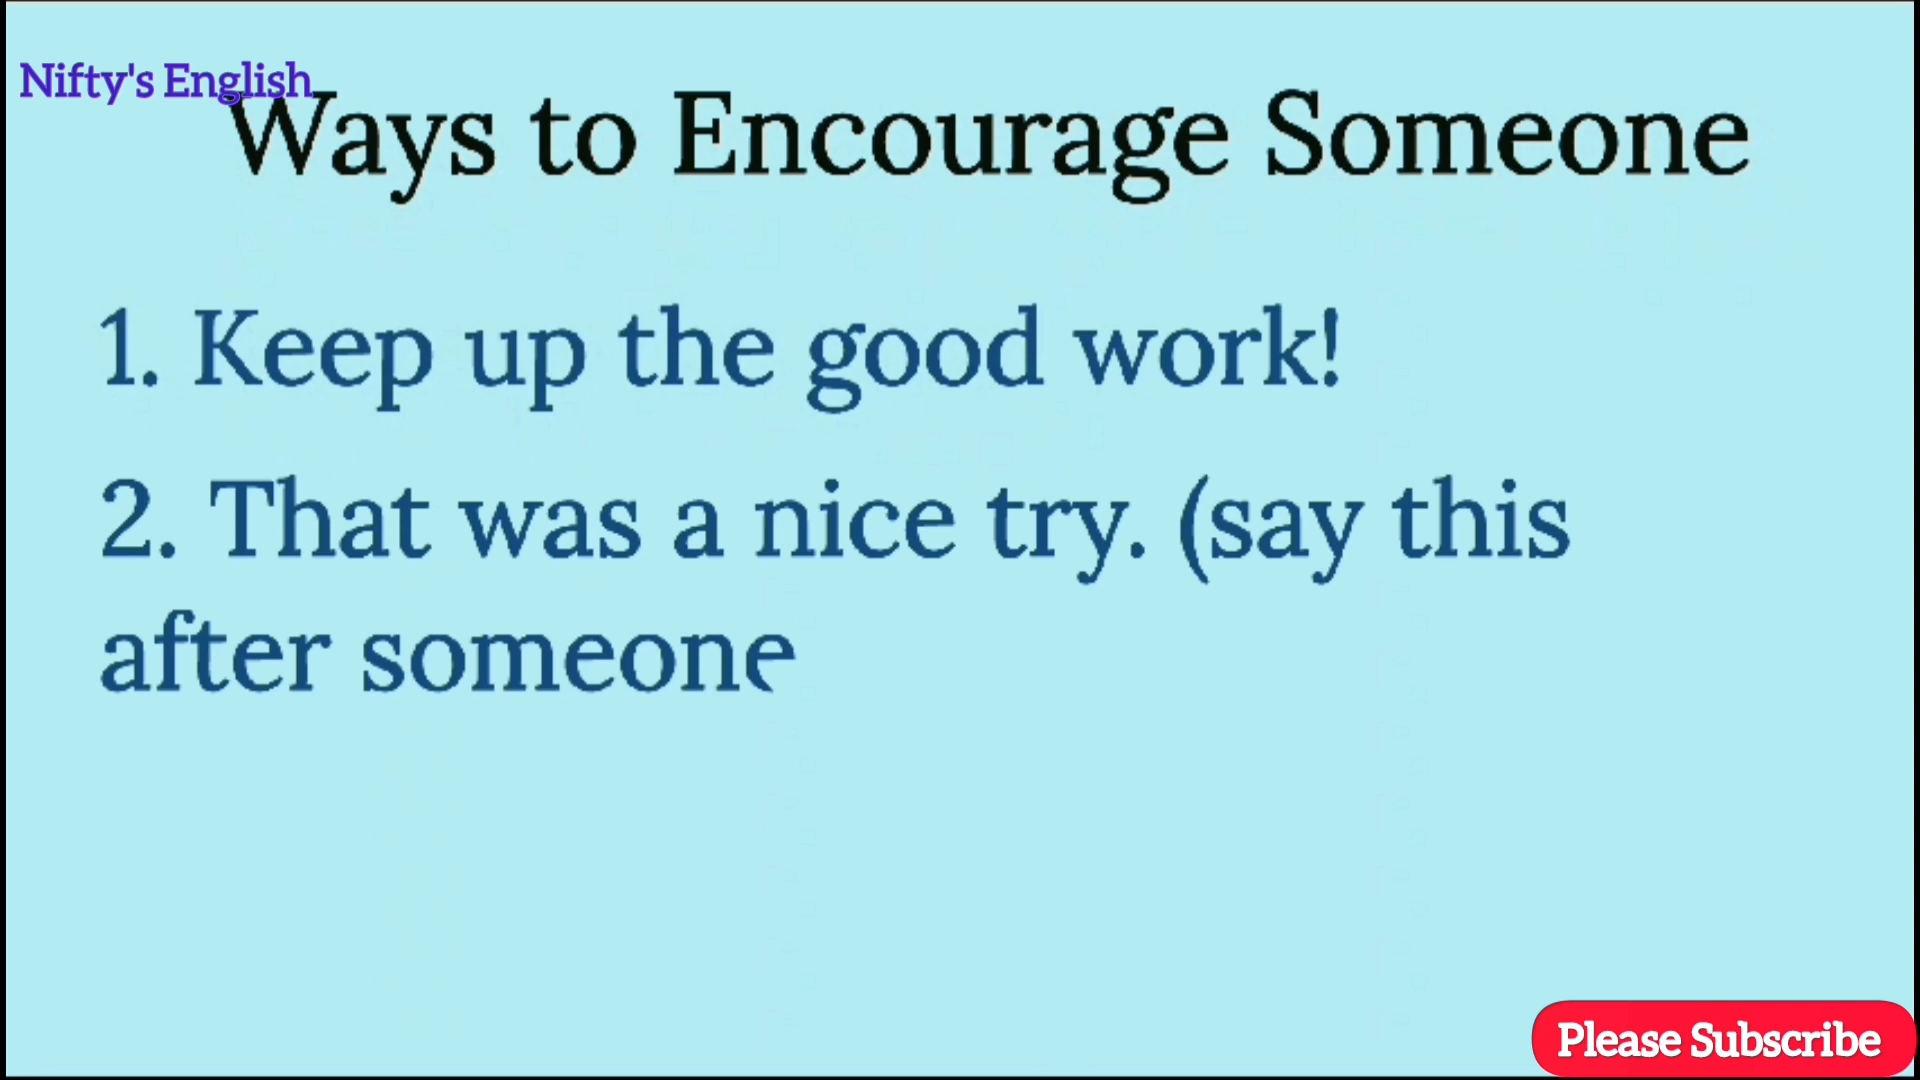 Nifty's English
Ways to Encourage Someone
1. Keep up the good work!
2. That was a nice try. (say this
after someone
Please Subscribe